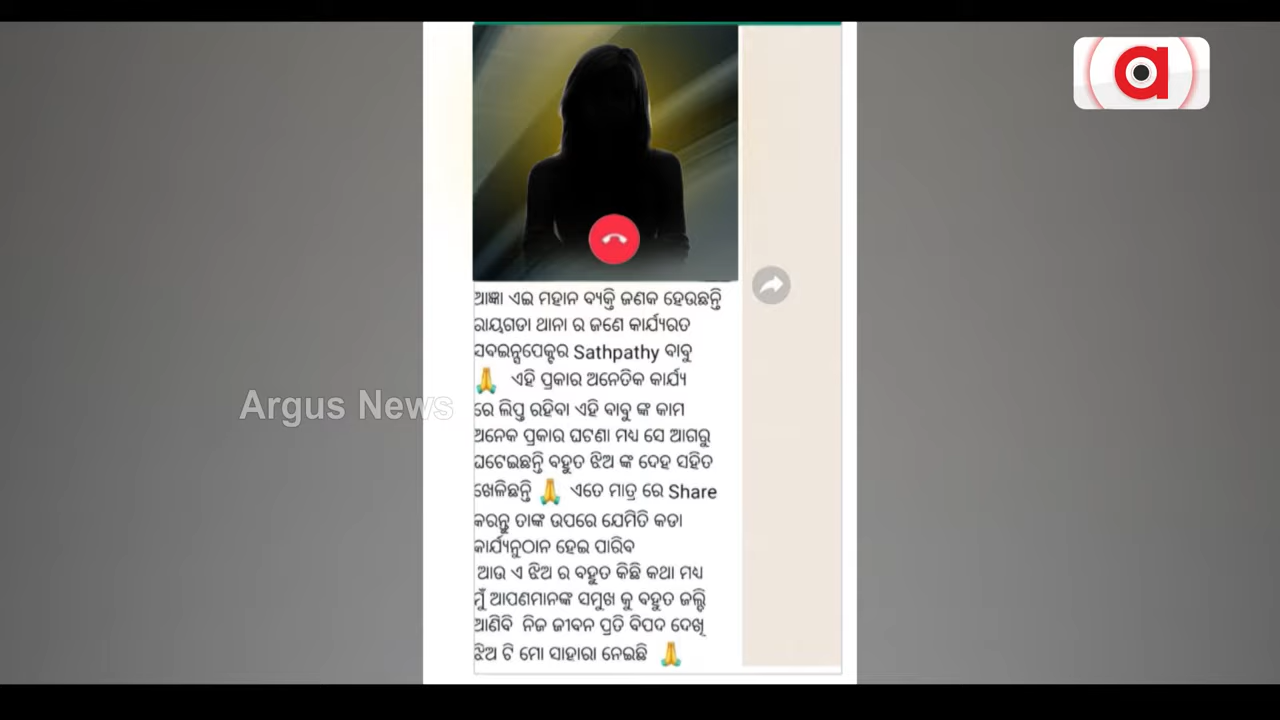 ଆଜ୍ଞା ଏଇ ମହାନ ବ୍ୟକ୍ତି ଜଣକ ହେଉଛନ୍ତି
ରାୟଗଡା ଥାନା ର ଜଣେ କାର୍ଯ୍ୟରତ
ସବଇନ୍ସପେକ୍ଟର Sathpathy ବାବୁ
🙏 ଏହି ପ୍ରକାର ଅନେତିକ କାର୍ଯ୍ୟ
Argus News
ରେ ଲିପ୍ତ ରହିବା ଏହି ବାବୁ ଙ୍କ କାମ
ଅନେକ ପ୍ରକାର ଘଟଣା ମଧ୍ୟ ସେ ଆଗରୁ
ଘଟେଇଛନ୍ତି ବହୁତ ଝିଅ ଙ୍କ ଦେହ ସହିତ
ଖେଳିଛନ୍ତି 🙏 ଏତେ ମାତ୍ର ରେ Share
କରନ୍ତୁ ତାଙ୍କ ଉପରେ ଯେମିତି କଡା
କାର୍ଯ୍ୟନୁଠାନ ହେଇ ପାରିବ
ଆଉ ଏ ଝିଅ ର ବହୁତ କିଛି କଥା ମଧ୍ୟ
ମୁଁ ଆପଣମାନଙ୍କ ସମୁଖ କୁ ବହୁତ ଜଲ୍ଦି
ଆଣିବି ନିଜ ଜୀବନ ପ୍ରତି ବିପଦ ଦେଖି
ଝିଅ ଟି ମୋ ସାହାରା ନେଇଛି 🙏